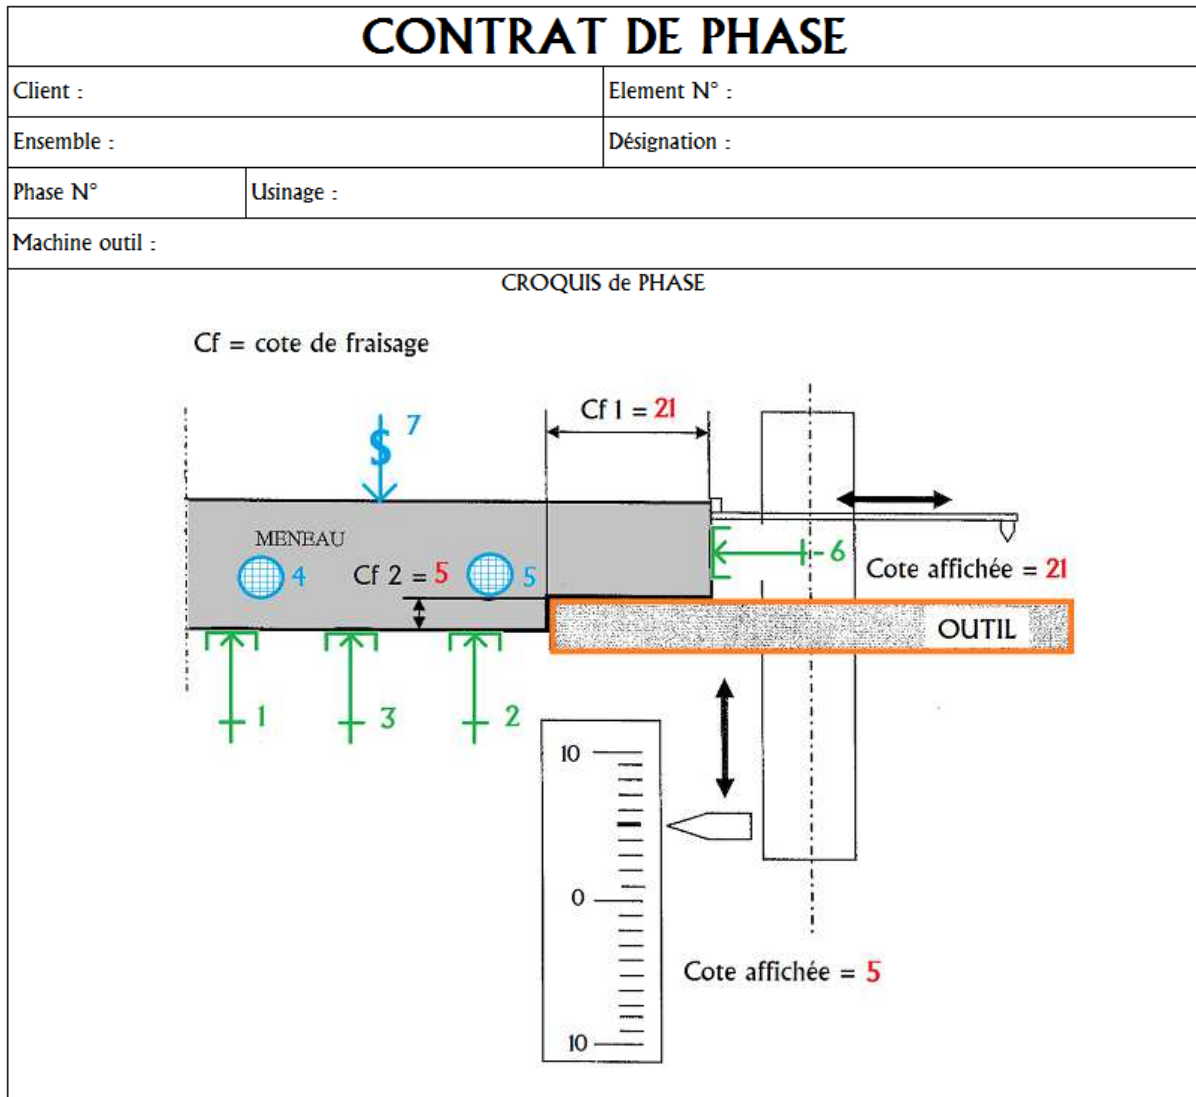 CONTRAT DE PHASE
Client :
Element N° :
Ensemble :
Désignation :
Phase N°
Usinage :
Machine outil :
CROQUIS de PHASE
Cf = cote de fraisage
Cf 1 = 21
$ 7
MENEAU
4
Cf 2 = 5
5
6
Cote affichée = 21
OUTIL
1
3
2
10
0
Cote affichée = 5
10